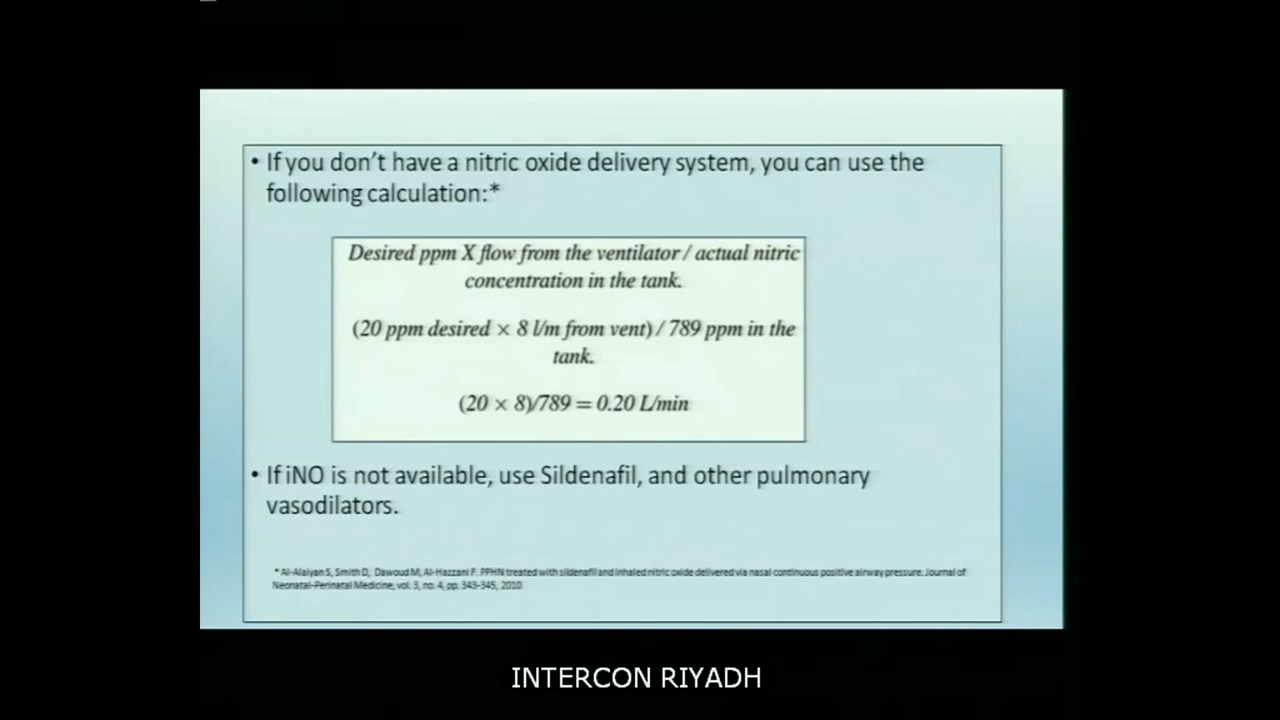 • If you don't have a nitric oxide delivery system, you can use the
following calculation:*
Desired ppm X flow from the ventilator / actual nitric
concentration in the tank.
(20 ppm desired × 8 l/m from vent) / 789 ppm in the
tank.
(20 × 8)/789 = 0.20 L/min
• If iNO is not available, use Sildenafil, and other pulmonary
vasodilators.
* Al-Alaiyan S, Smith D, Dawoud M, Al-Hazzani F. PPHN treated with sildenafil and inhaled nitric oxide delivered via nasal continuous positive airway pressure. Journal of
Neonatal-Perinatal Medicine, vol. 3, no. 4, pp. 343-345, 2010
INTERCON RIYADH